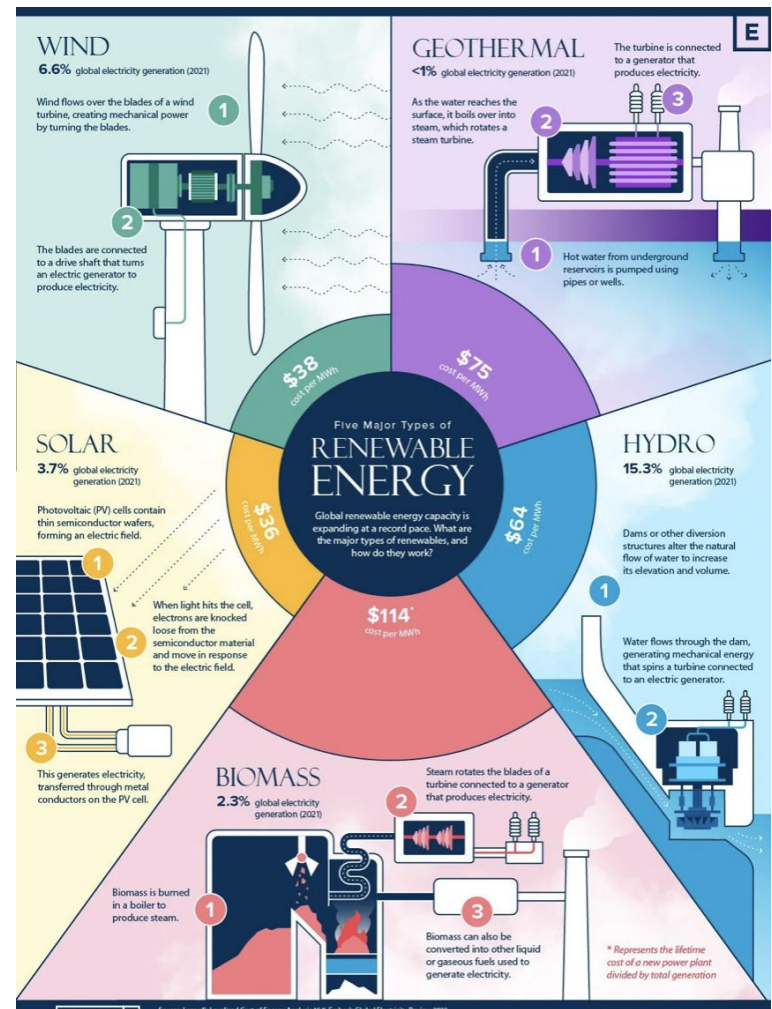 WIND
6.6% global electricity generation (2021)
Wind flows over the blades of a wind
turbine, creating mechanical power
by turning the blades.
1
2
The blades are connected
to a drive shaft that turns
an electric generator to
produce electricity.
$38
cost per MWh
E
GEOTHERMAL
<1% global electricity generation (2021)
The turbine is connected
to a generator that
produces electricity.
3
As the water reaches the
surface, it boils over into
steam, which rotates a
steam turbine.
2
1
Hot water from underground
reservoirs is pumped using
pipes or wells.
$75
cost per MWh
Five Major Types of
RENEWABLE
ENERGY
Global renewable energy capacity is
expanding at a record pace. What are
the major types of renewables, and
how do they work?
SOLAR
3.7% global electricity
generation (2021)
Photovoltaic (PV) cells contain
thin semiconductor wafers,
forming an electric field.
1
2
When light hits the cell,
electrons are knocked
loose from the
semiconductor material
and move in response
to the electric field.
3
This generates electricity,
transferred through metal
conductors on the PV cell.
$36
cost per MWh
HYDRO
15.3% global electricity
generation (2021)
Dams or other diversion
structures alter the natural
flow of water to increase
its elevation and volume.
1
Water flows through the dam,
generating mechanical energy
that spins a turbine connected
to an electric generator.
2
$64
cost per MWh
$114*
cost per MWh
BIOMASS
2.3% global electricity
generation (2021)
Biomass is burned
in a boiler to
produce steam.
1
Steam rotates the blades of a
turbine connected to a generator
that produces electricity.
2
3
Biomass can also be
converted into other liquid
or gaseous fuels used to
generate electricity.
* Represents the lifetime
cost of a new power plant
divided by total generation